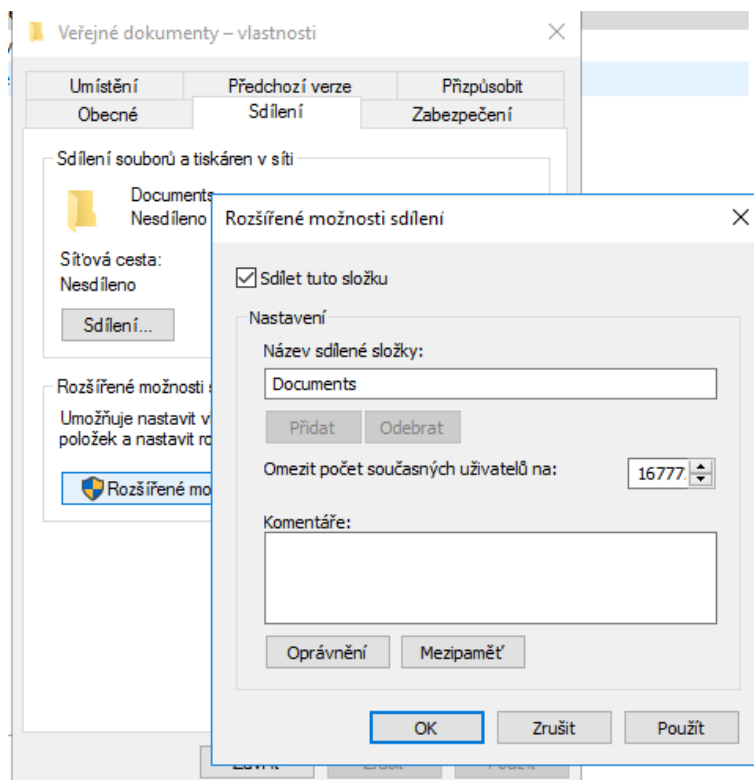 Veřejné dokumenty – vlastnosti
Umístění
Předchozí verze
Přizpůsobit
Obecné
Sdílení
Zabezpečení
Sdílení souborů a tiskáren v síti
Documents
Nesdíleno
Síťová cesta:
Nesdíleno
Sdílení...
Rozšířené možnosti
Umožňuje nastavit
položek a nastavit
Rozšířené
Rozšířené možnosti sdílení
Sdílet tuto složku
Nastavení
Název sdílené složky:
Documents
Přidat
Odebrat
Omezit počet současných uživatelů na:
16777
Komentáře:
Oprávnění
Mezipaměť
OK
Zrušit
Použít